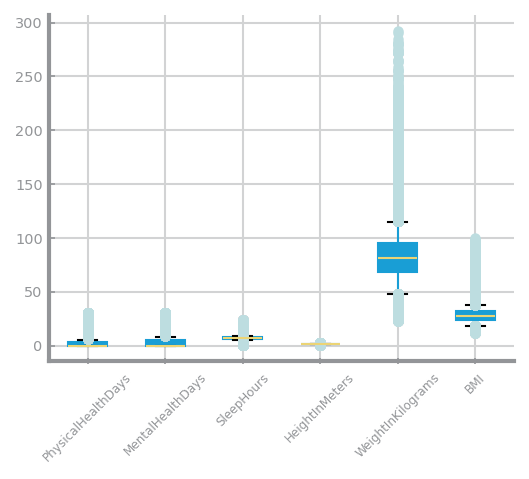 300
250
200
150
100
50
0
PhysicalHealthDays
MentalHealthDays
SleepHours
HeightInMeters
WeightInKilograms
BMI